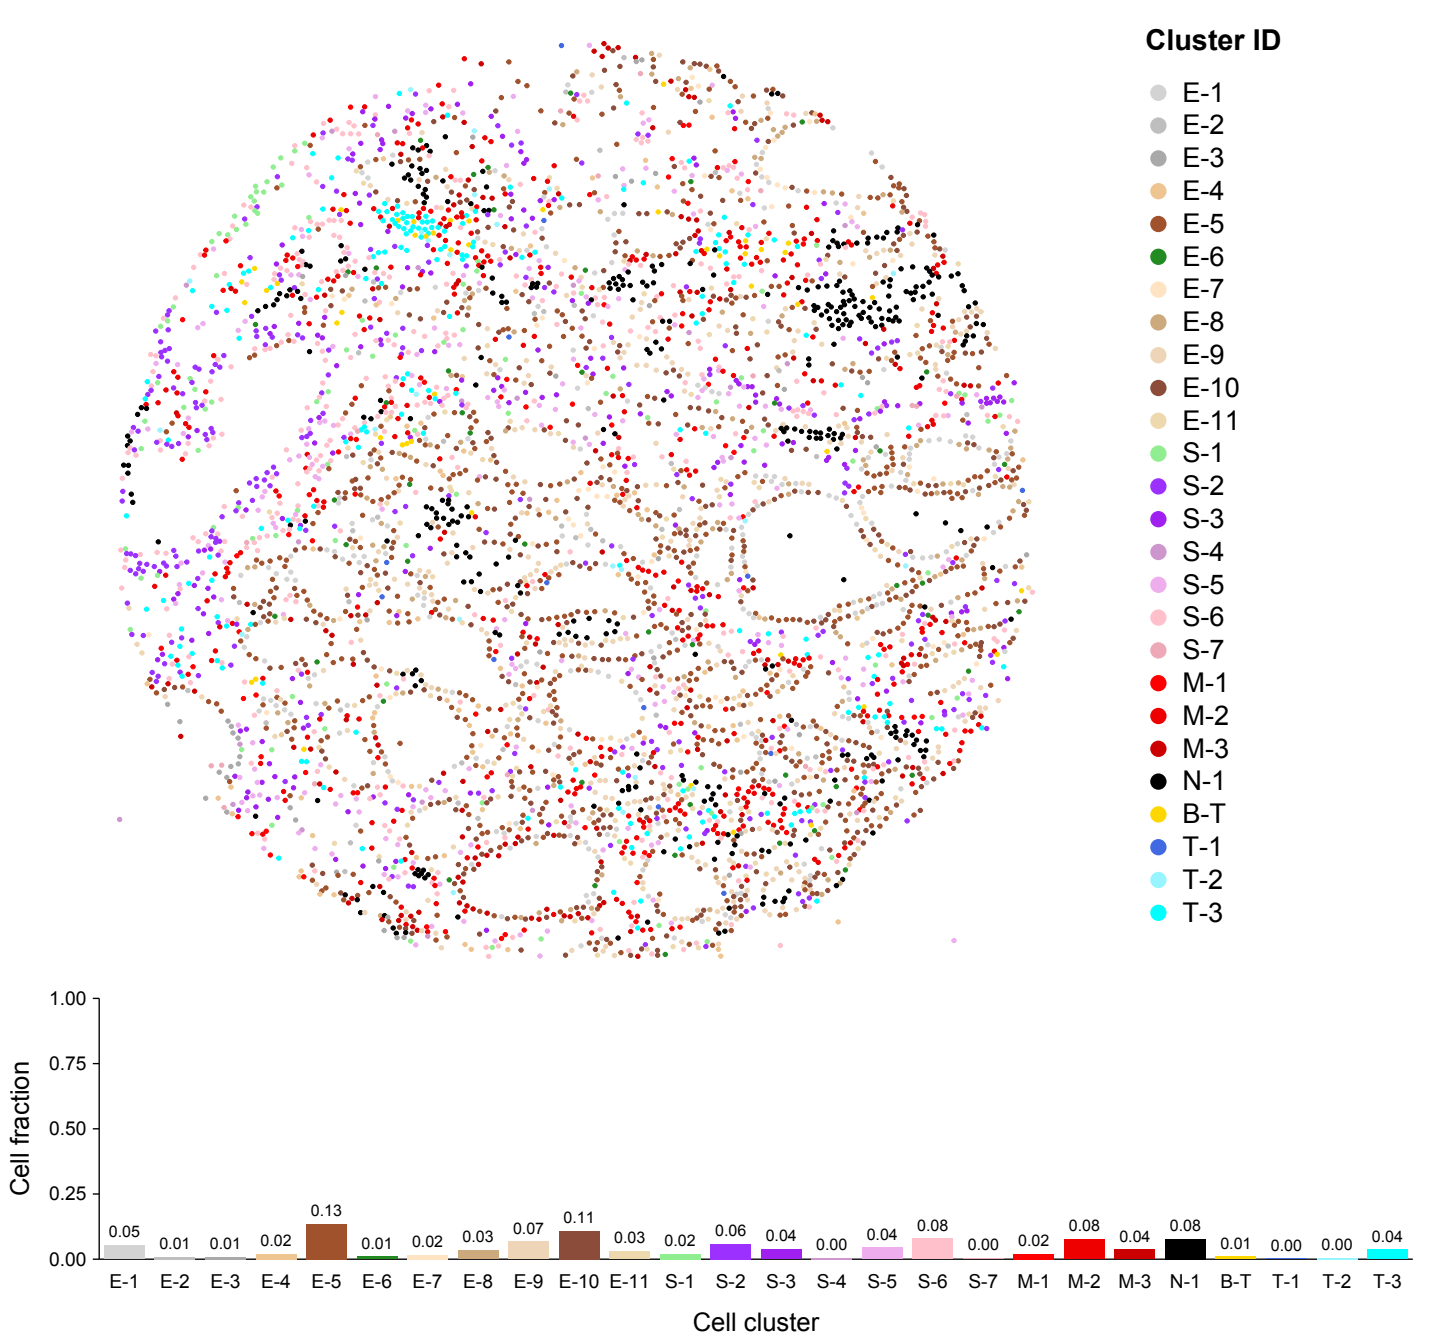 Cluster ID
E-1
E-2
E-3
E-4
E-5
E-6
E-7
E-8
E-9
E-10
E-11
S-1
S-2
S-3
S-4
S-5
S-6
S-7
M-1
M-2
M-3
N-1
B-T
T-1
T-2
T-3
1.00
0.75
0.50
0.25
0.00
Cell fraction
0.05 0.01 0.01 0.02 0.13 0.01 0.02 0.03 0.07 0.11 0.03 0.02 0.06 0.04 0.00 0.04 0.08 0.00 0.02 0.08 0.04 0.08 0.01 0.00 0.00 0.04
E-1 E-2 E-3 E-4 E-5 E-6 E-7 E-8 E-9 E-10 E-11 S-1 S-2 S-3 S-4 S-5 S-6 S-7 M-1 M-2 M-3 N-1 B-T T-1 T-2 T-3
Cell cluster